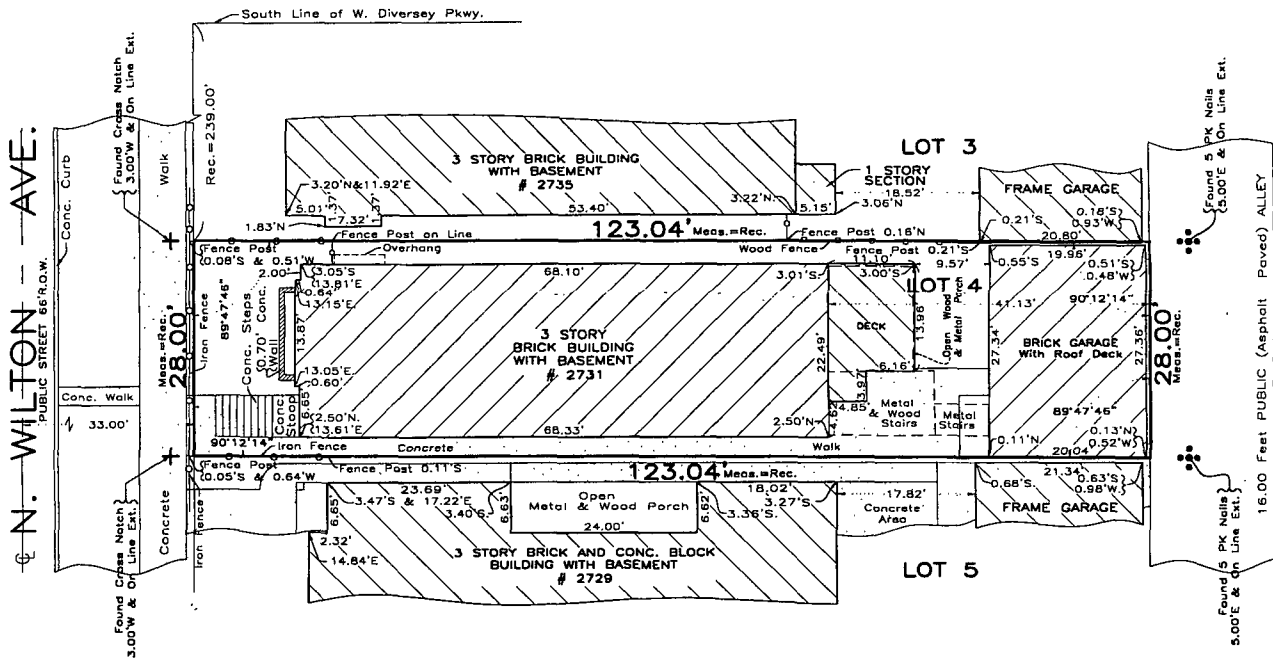 South Line of W. Diversey Pkwy.
℄ N. WILTON AVE.
PUBLIC STREET 66'R.O.W.
Conc. Curb
Found Cross Notch
3.00'W & On Line Ext.
Walk
Rec.=239.00'
3 STORY BRICK BUILDING
WITH BASEMENT
# 2735
3.20'N&11.92'E
5.01'
1.37'
7.32'
1.37'
53.40'
3.22'N.
1.83'N
LOT 3
1 STORY
SECTION
18.52'
5.15'
3.06'N
FRAME GARAGE
0.21'S
0.18'S
0.93'W
20.80'
Found 5 PK Nails
5.00'E & On Line Ext.
123.04' Meas.=Rec.
Fence Post on Line
Wood Fence
Fence Post 0.16'N
Fence Post 0.21'S
Overhang
Fence Post
0.08'S & 0.51'W
2.00'
3.05'S
13.81'E
0.64'
13.15'E
68.10'
3.01'S
11.10'
3.00'S
9.57'
0.55'S
19.96'
0.51'S
0.48'W
LOT 4
Iron Fence
89°47'46"
Conc. Steps
0.70' Conc.
Wall
13.87'
3 STORY
BRICK BUILDING
WITH BASEMENT
# 2731
22.49'
DECK
13.96'
Open Wood
& Metal Porch
41.13'
27.34'
90°12'14"
BRICK GARAGE
With Roof Deck
27.36'
28.00'
Meas.=Rec.
28.00'
Meas.=Rec.
13.05'E
0.60'
6.65'
Conc.
Stoop
2.50'N.
13.61'E
68.33'
2.50'N
6.16'
3.97'
4.85'
4.62'
Metal
& Wood
Stairs
Metal
Stairs
89°47'46"
0.11'N.
0.13'N
0.52'W
20.04'
Conc. Walk
33.00'
90°12'14"
Iron Fence
Concrete
Walk
Fence Post
0.05'S & 0.64'W
Fence Post 0.11'S
123.04' Meas.=Rec.
23.69'
3.47'S & 17.22'E
3.40'S
6.65'
6.63'
Open
Metal & Wood Porch
24.00'
6.62'
18.02'
3.27'S
3.36'S
17.82'
Concrete
Area
21.34'
0.68'S
0.63'S
0.98'W
FRAME GARAGE
2.32'
14.84'E
3 STORY BRICK AND CONC. BLOCK
BUILDING WITH BASEMENT
# 2729
LOT 5
Concrete
Iron Fence
Found Cross Notch
3.00'W & On Line Ext.
Found 5 PK Nails
5.00'E & On Line Ext.
16.00 Feet PUBLIC (Asphalt Paved) ALLEY